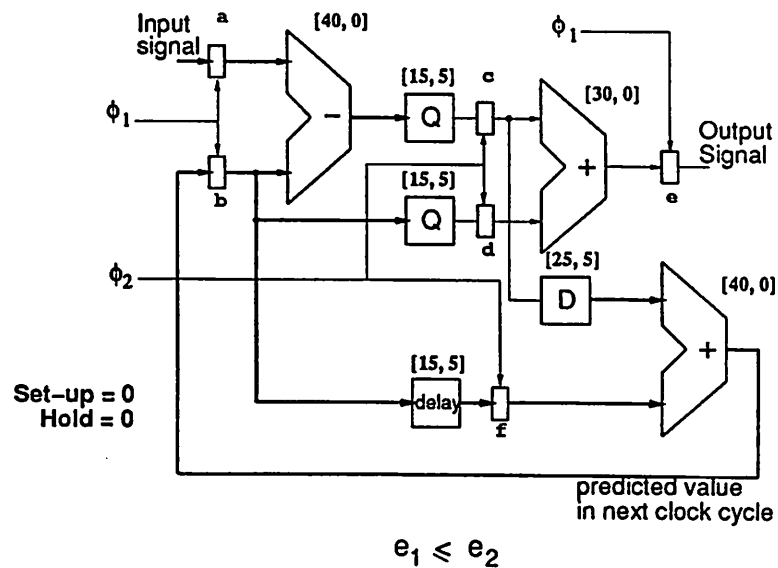 Input
signal
a
[40, 0]
ϕ1
[15, 5]
c
[30, 0]
Q
−
ϕ1
Output
Signal
+
b
[15, 5]
Q
d
e
ϕ2
[25, 5]
D
[40, 0]
+
[15, 5]
delay
f
Set-up = 0
Hold = 0
predicted value
in next clock cycle
e1 ⩽ e2